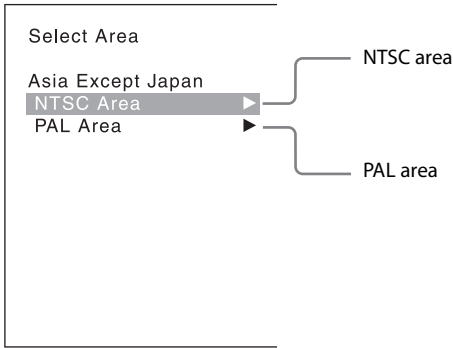 Select Area
Asia Except Japan
NTSC Area
PAL Area
NTSC area
PAL area